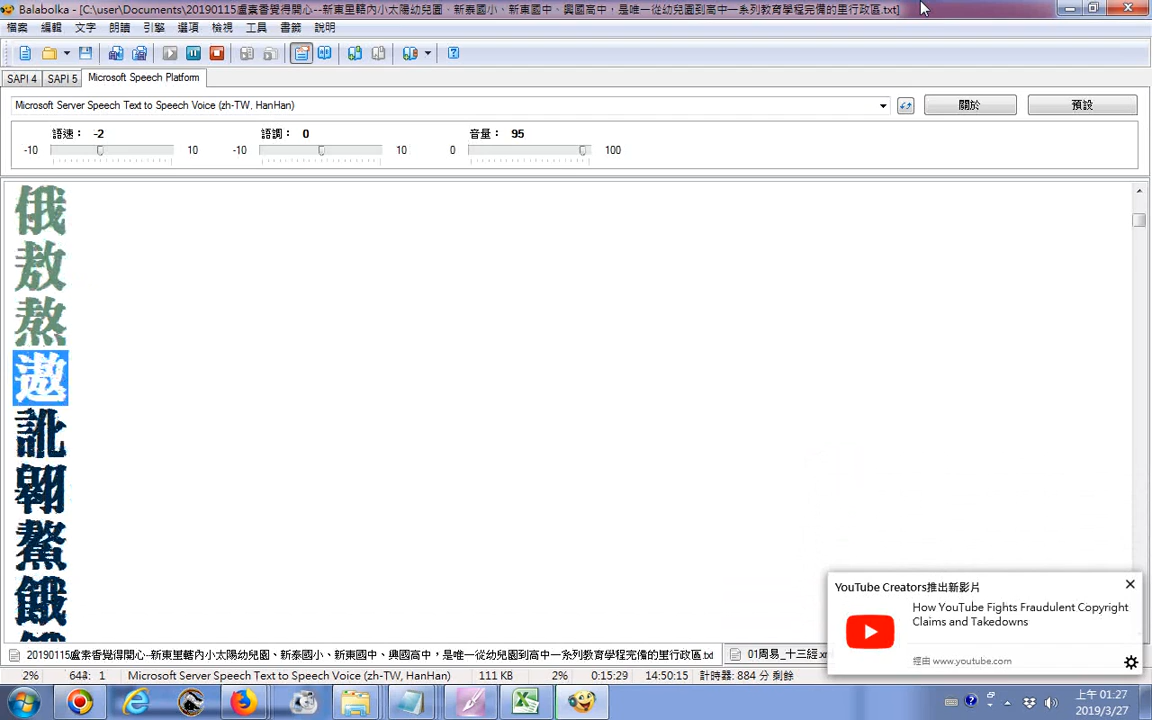 Balabolka - [C:\user\Documents\20190115盧素香覺得開心--新東里轄內小太陽幼兒園、新泰國小、新東國中、興國高中，是唯一從幼兒園到高中一系列教育學程完備的里行政區.txt]
檔案 編輯 文字 朗讀 引擎 選項 檢視 工具 書籤 說明
SAPI 4 SAPI 5 Microsoft Speech Platform
Microsoft Server Speech Text to Speech Voice (zh-TW, HanHan) 關於 預設
語速： -2 語調： 0 音量： 95
-10 10 -10 10 0 100
俄
敖
熬
遨
訛
翱
鰲
餓
YouTube Creators推出新影片
How YouTube Fights Fraudulent Copyright
Claims and Takedowns
經由 www.youtube.com
20190115盧素香覺得開心--新東里轄內小太陽幼兒園、新泰國小、新東國中、興國高中，是唯一從幼兒園到高中一系列教育學程完備的里行政區.txt 01周易_十三經
2% 648: 1 Microsoft Server Speech Text to Speech Voice (zh-TW, HanHan) 111 KB 2% 0:15:29 14:50:15 計時器: 884 分 剩餘
上午 01:27
2019/3/27